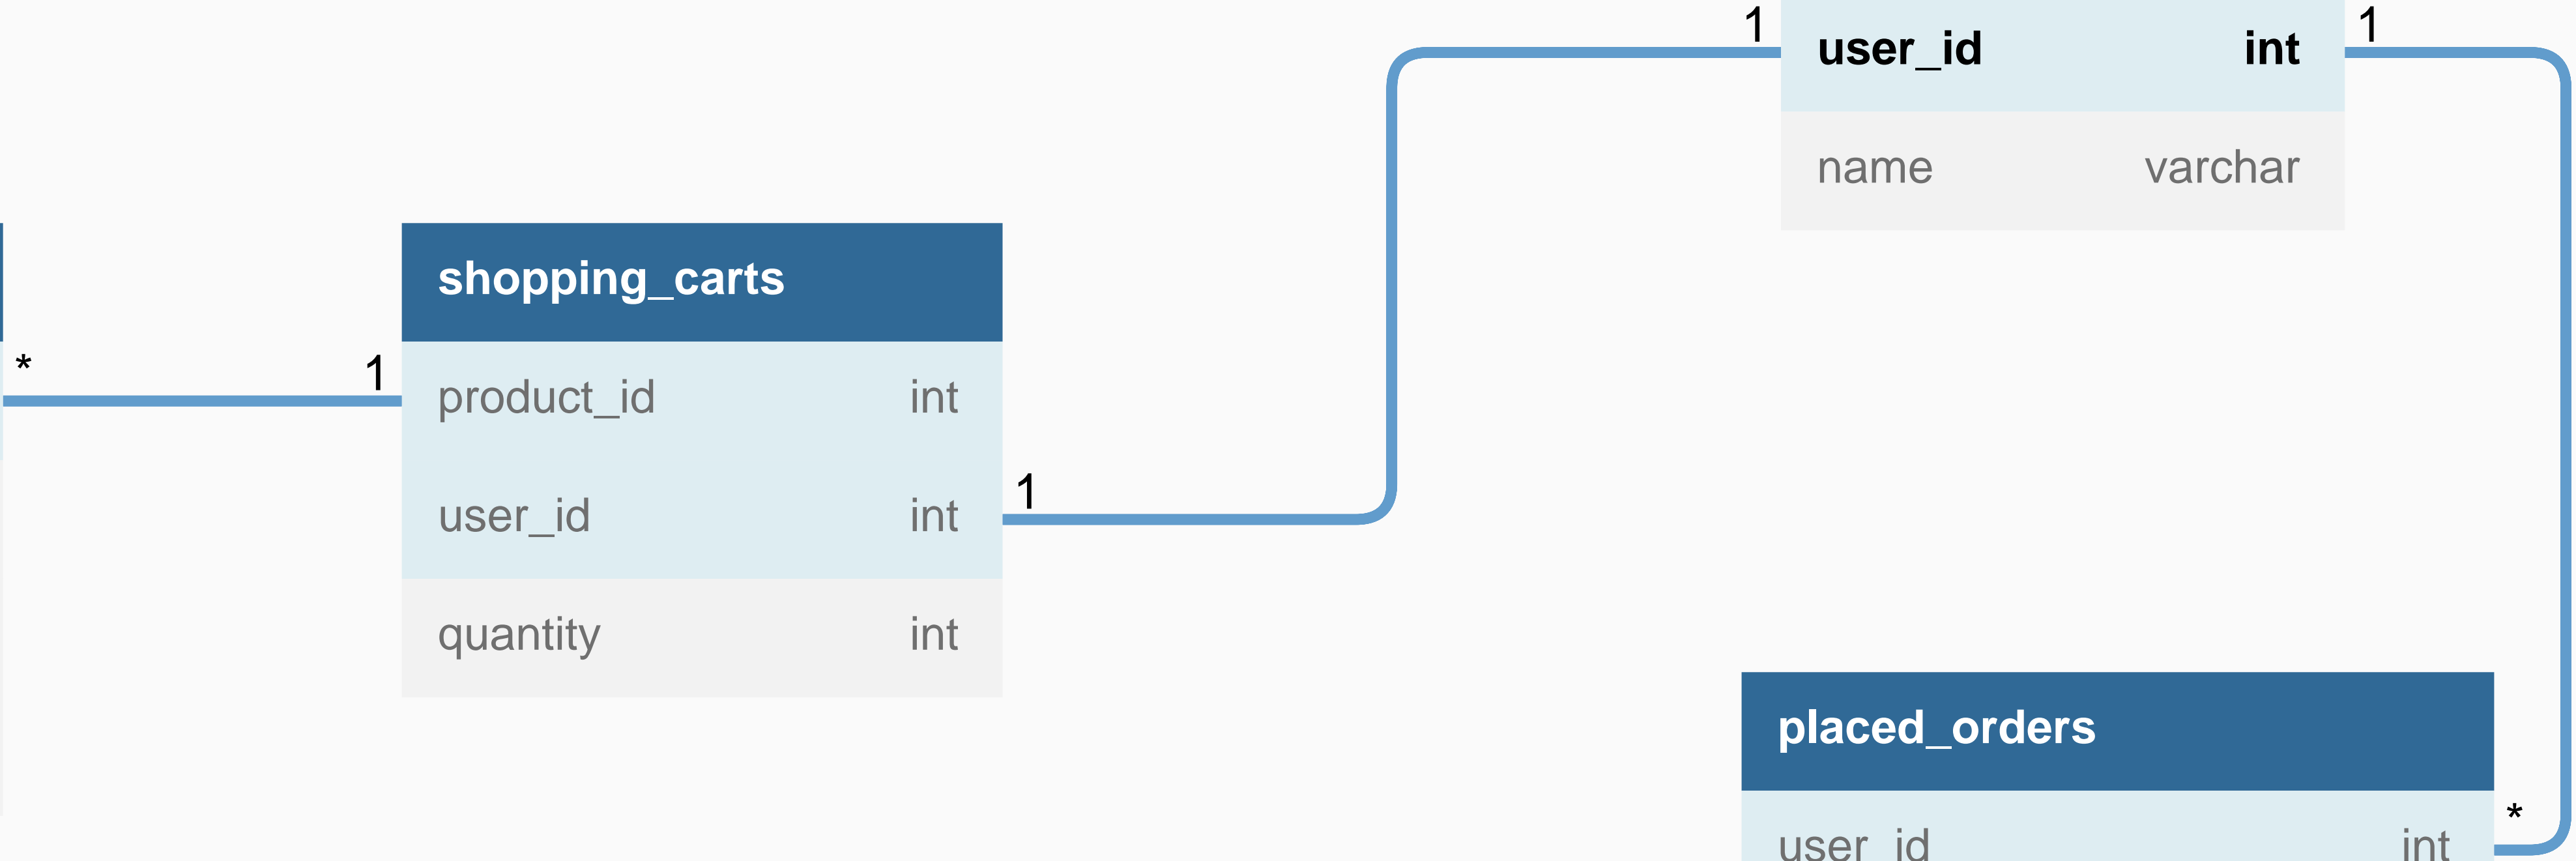 1 user_id int 1
name varchar
shopping_carts
* 1 product_id int
user_id int 1
quantity int
placed_orders
user_id int *